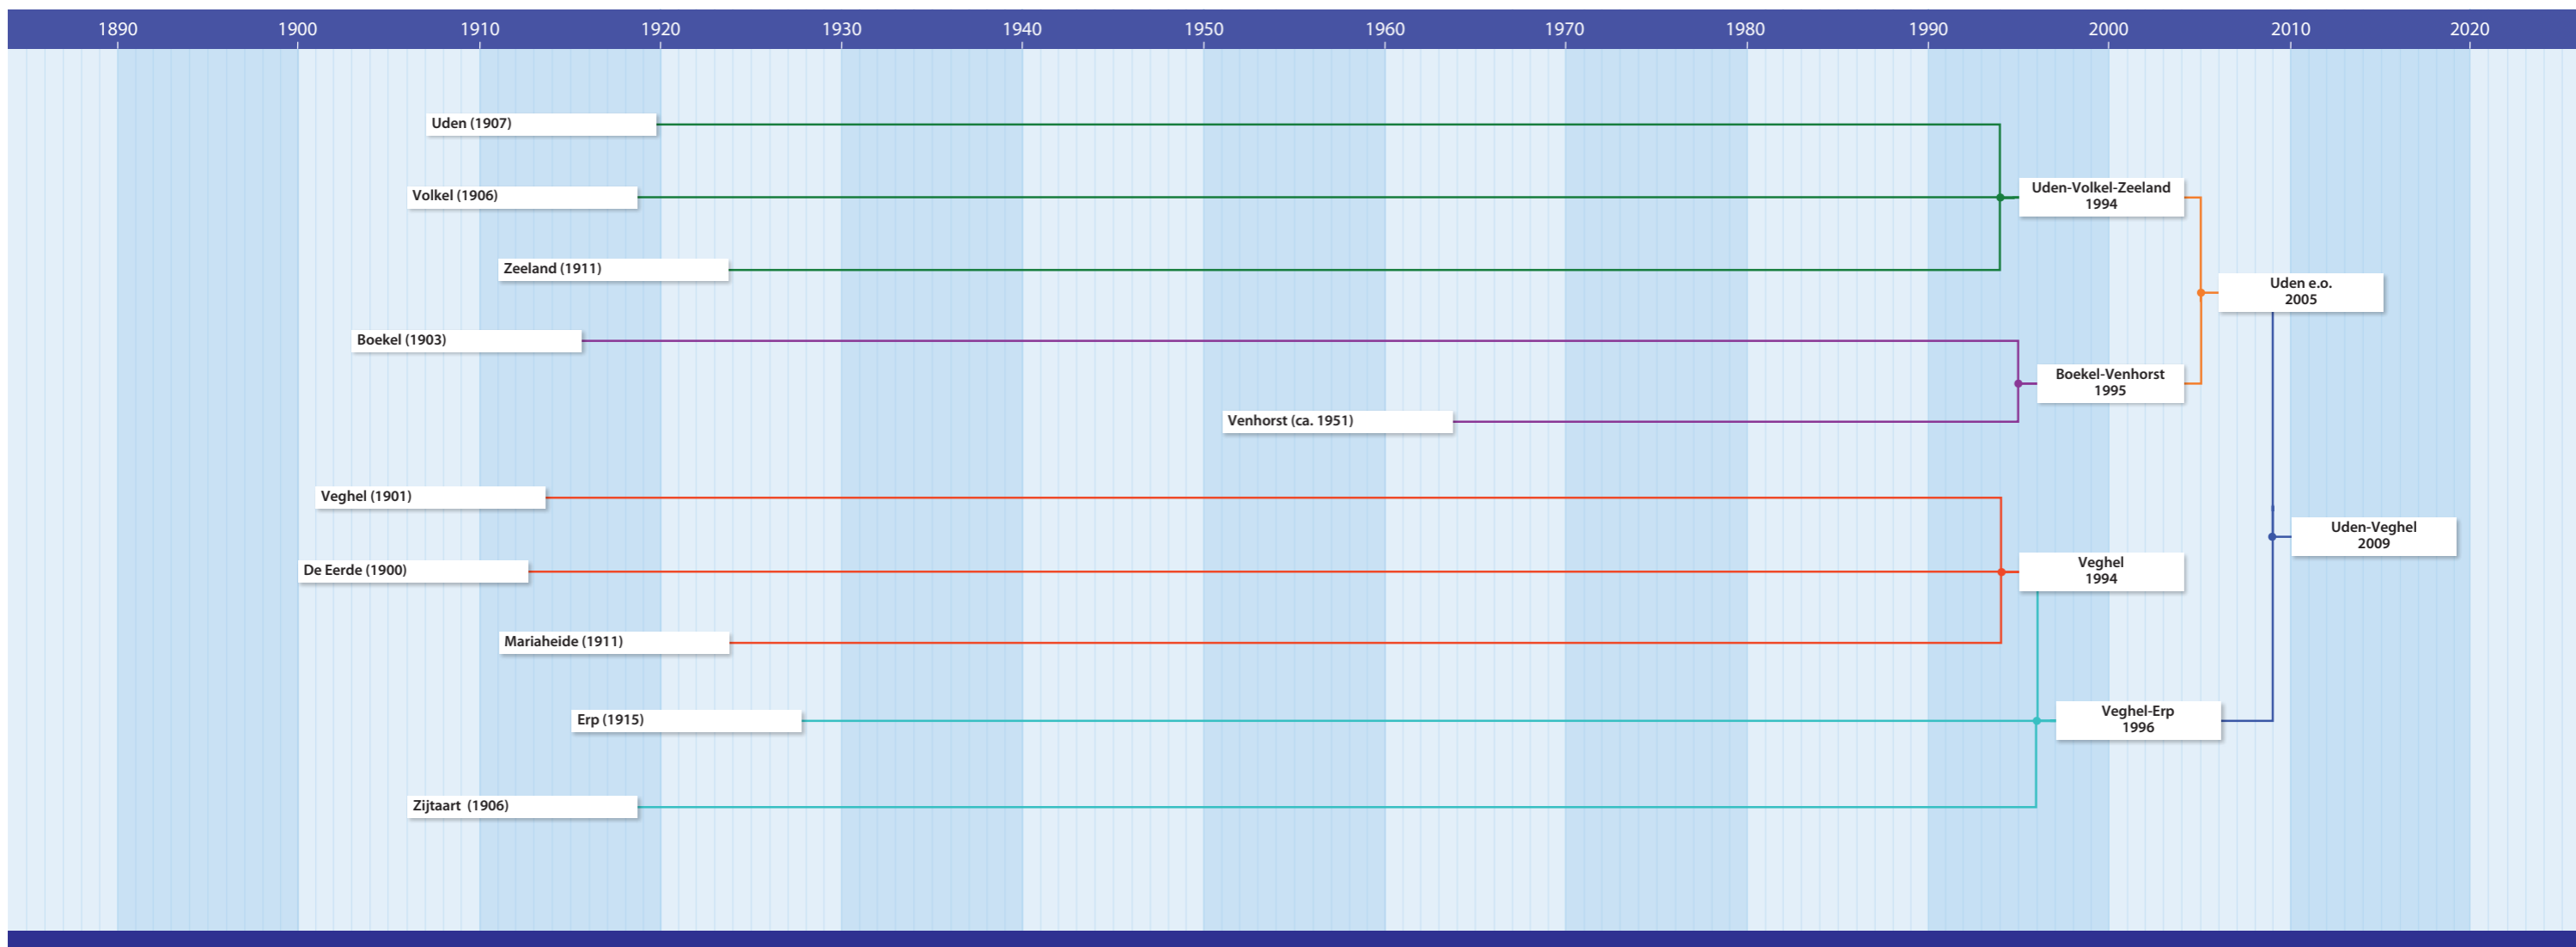 1890 1900 1910 1920 1930 1940 1950 1960 1970 1980 1990 2000 2010 2020
Uden (1907)
Volkel (1906)
Uden-Volkel-Zeeland
1994
Zeeland (1911)
Uden e.o.
2005
Boekel (1903)
Boekel-Venhorst
1995
Venhorst (ca. 1951)
Veghel (1901)
Uden-Veghel
2009
De Eerde (1900)
Veghel
1994
Mariaheide (1911)
Erp (1915)
Veghel-Erp
1996
Zijtaart (1906)